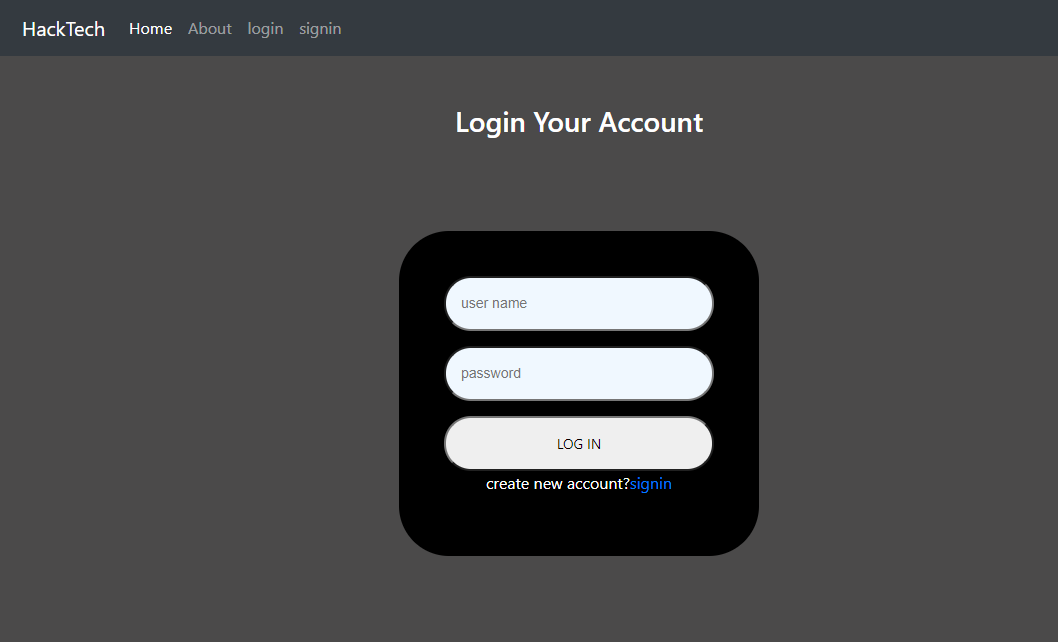 HackTech Home About login signin
Login Your Account
user name
password
LOG IN
create new account?signin